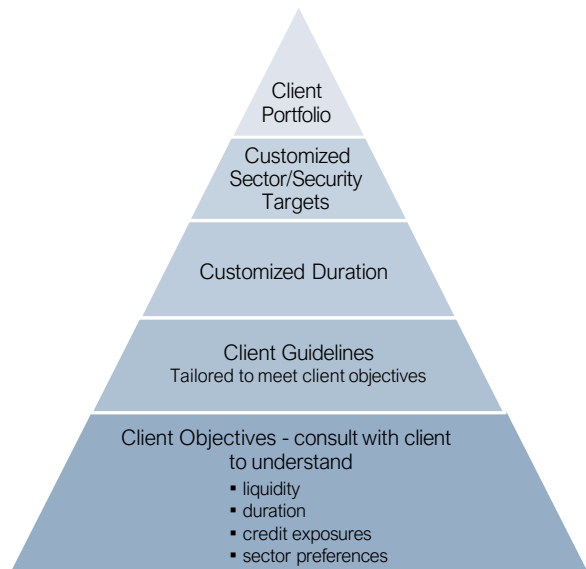 Client
Portfolio
Customized
Sector/Security
Targets
Customized Duration
Client Guidelines
Tailored to meet client objectives
Client Objectives - consult with client
to understand
▪ liquidity
▪ duration
▪ credit exposures
▪ sector preferences